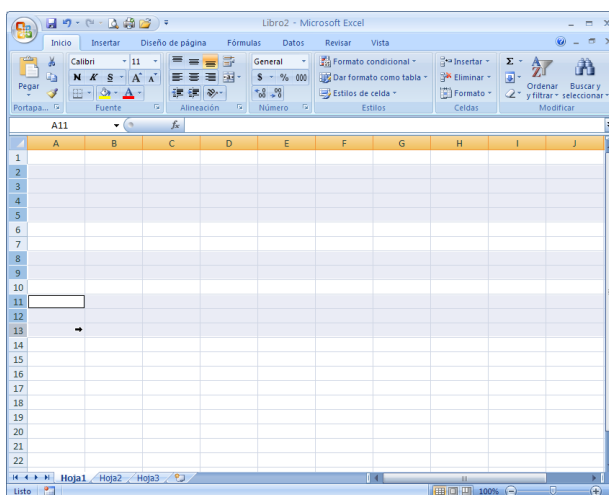 Libro2 - Microsoft Excel
Inicio Insertar Diseño de página Fórmulas Datos Revisar Vista
Calibri 11 General Formato condicional Insertar Σ
Pegar N K S A A A $ % 000 Dar formato como tabla Eliminar Ordenar y filtrar Buscar y seleccionar
Estilos de celda Formato
Portapa... Fuente Alineación Número Estilos Celdas Modificar
A11 fx
A B C D E F G H I J
1
2
3
4
5
6
7
8
9
10
11
12
13
14
15
16
17
18
19
20
21
22
Hoja1 Hoja2 Hoja3
Listo 100%